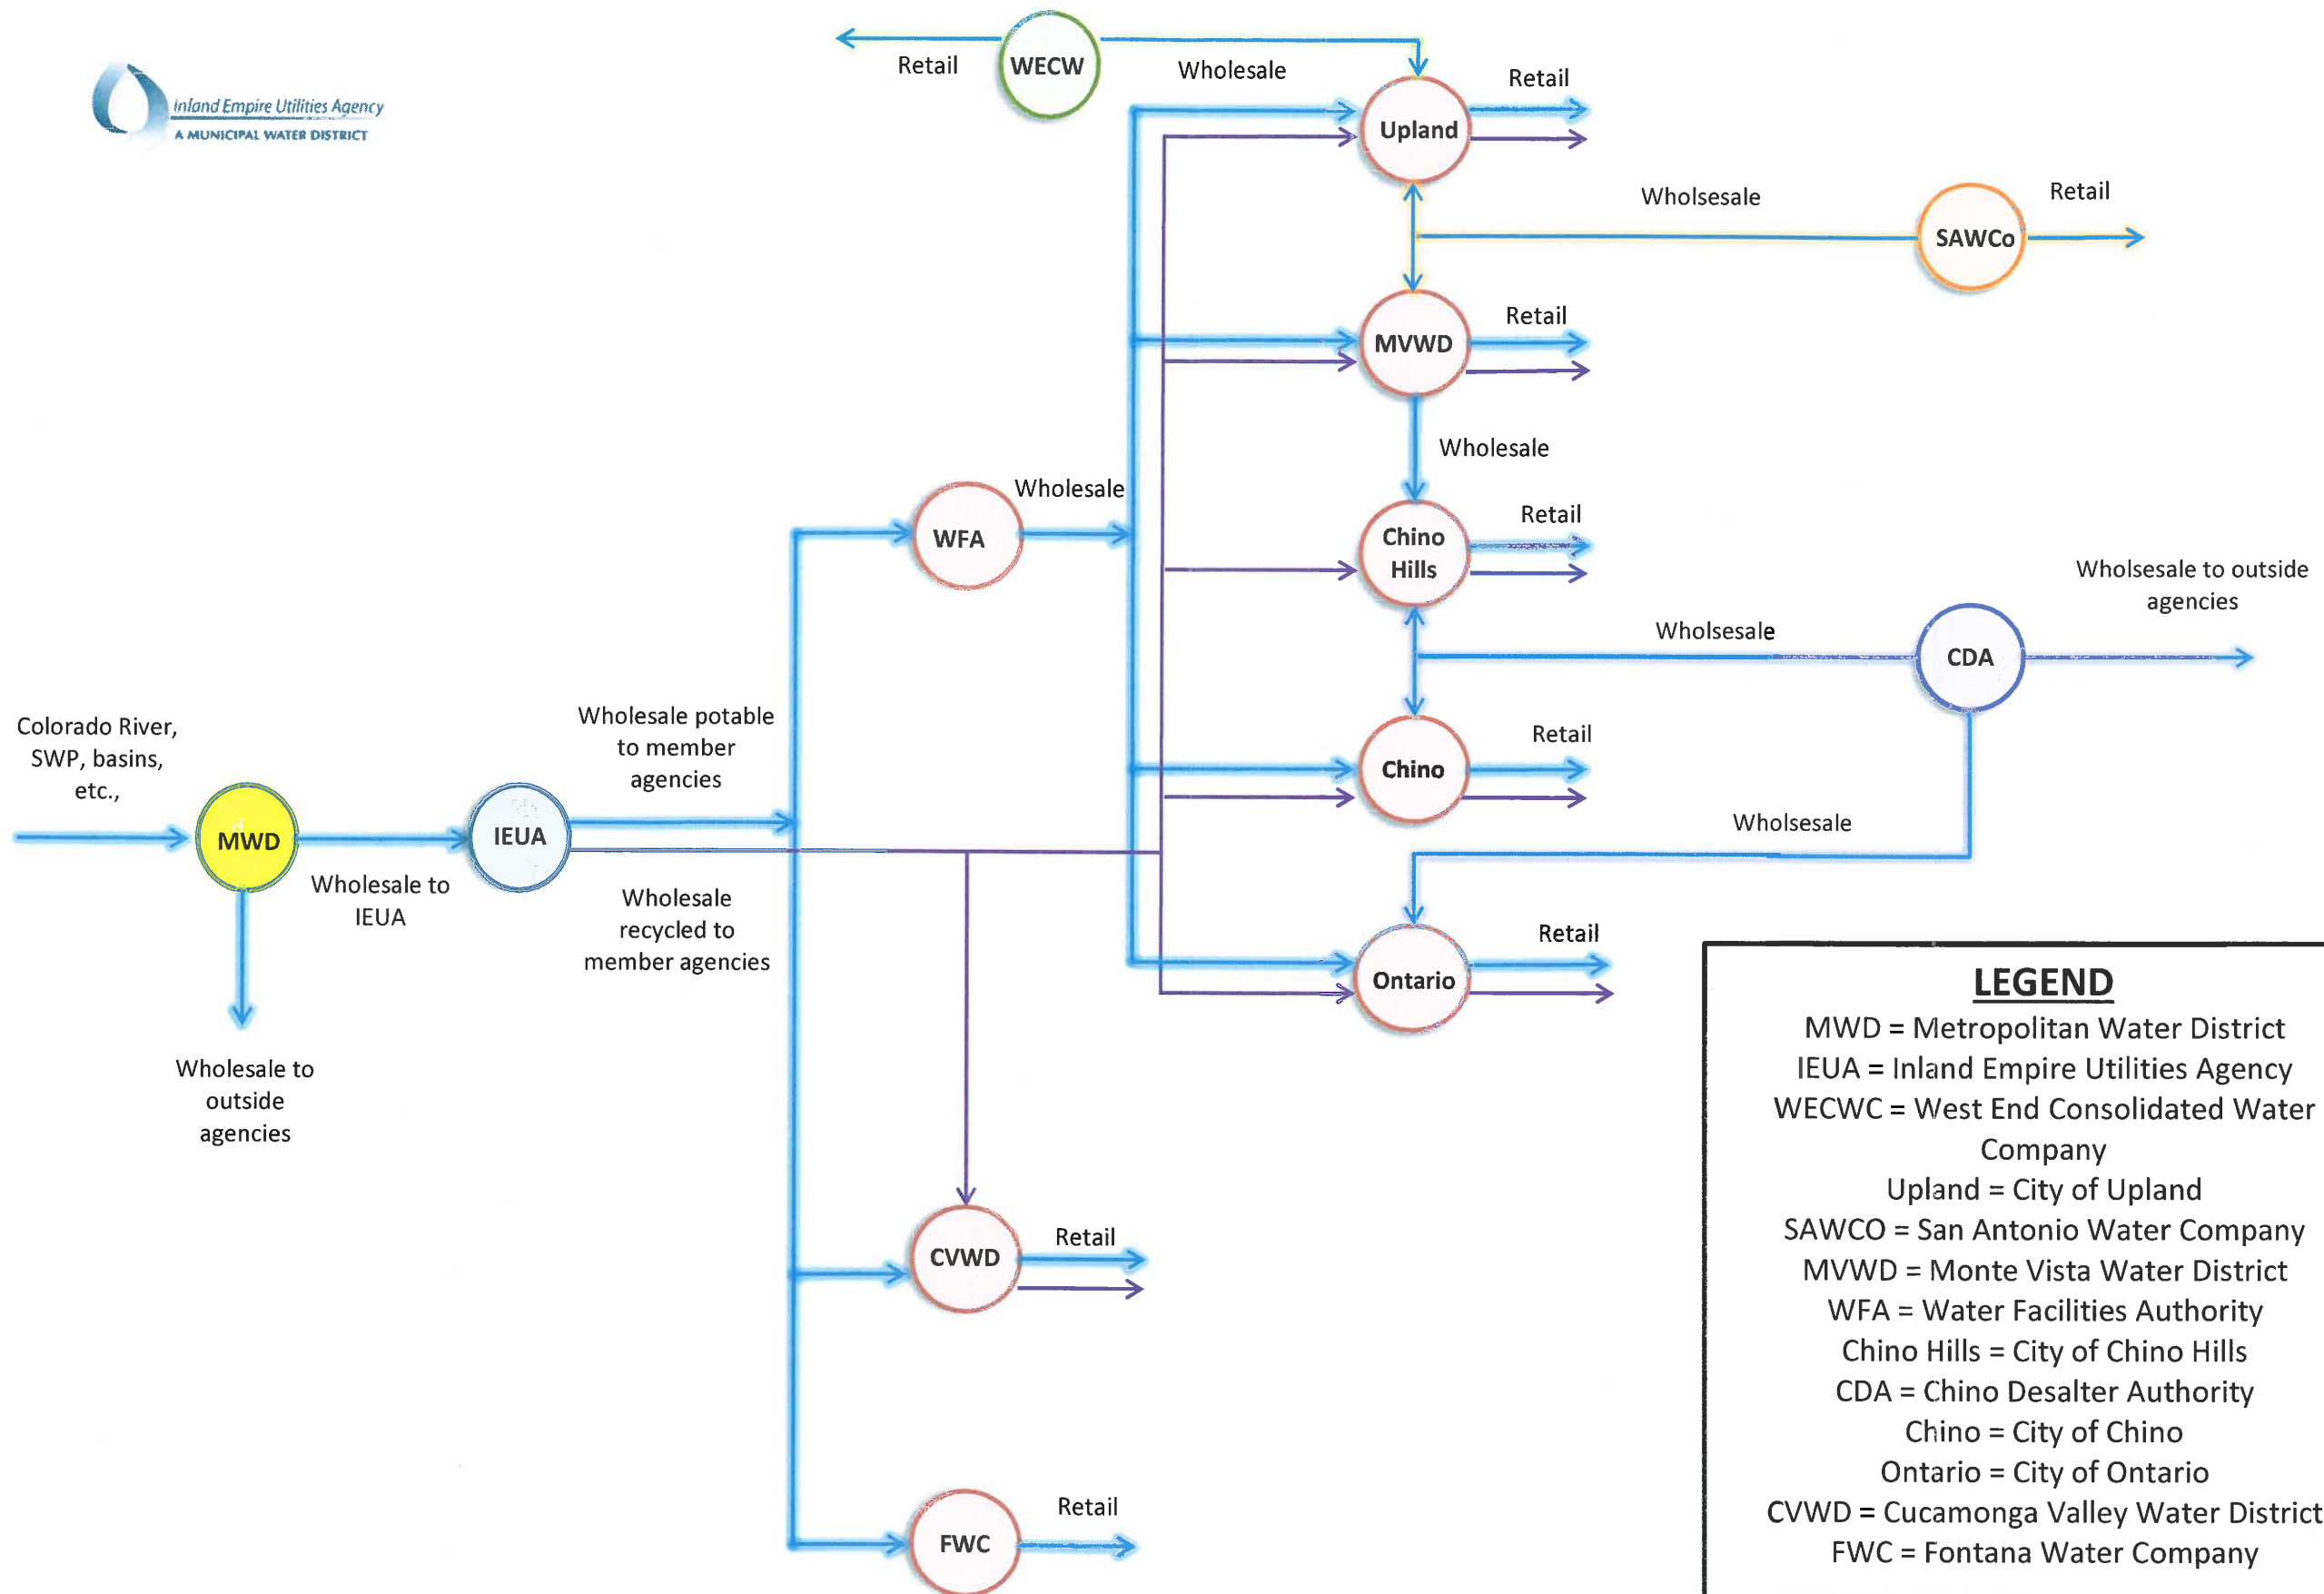 Inland Empire Utilities Agency
A MUNICIPAL WATER DISTRICT
Retail
WECW
Wholesale
Retail
Upland
Wholsesale
SAWCo
Retail
MVWD
Retail
Wholesale
WFA
Wholesale
Chino
Hills
Retail
Wholsesale
CDA
Wholsesale to outside
agencies
Colorado River,
SWP, basins,
etc.,
MWD
Wholesale to
IEUA
IEUA
Wholesale potable
to member
agencies
Wholesale
recycled to
member agencies
Wholesale to
outside
agencies
Chino
Retail
Wholsesale
Ontario
Retail
CVWD
Retail
FWC
Retail
LEGEND
MWD = Metropolitan Water District
IEUA = Inland Empire Utilities Agency
WECWC = West End Consolidated Water
Company
Upland = City of Upland
SAWCO = San Antonio Water Company
MVWD = Monte Vista Water District
WFA = Water Facilities Authority
Chino Hills = City of Chino Hills
CDA = Chino Desalter Authority
Chino = City of Chino
Ontario = City of Ontario
CVWD = Cucamonga Valley Water District
FWC = Fontana Water Company